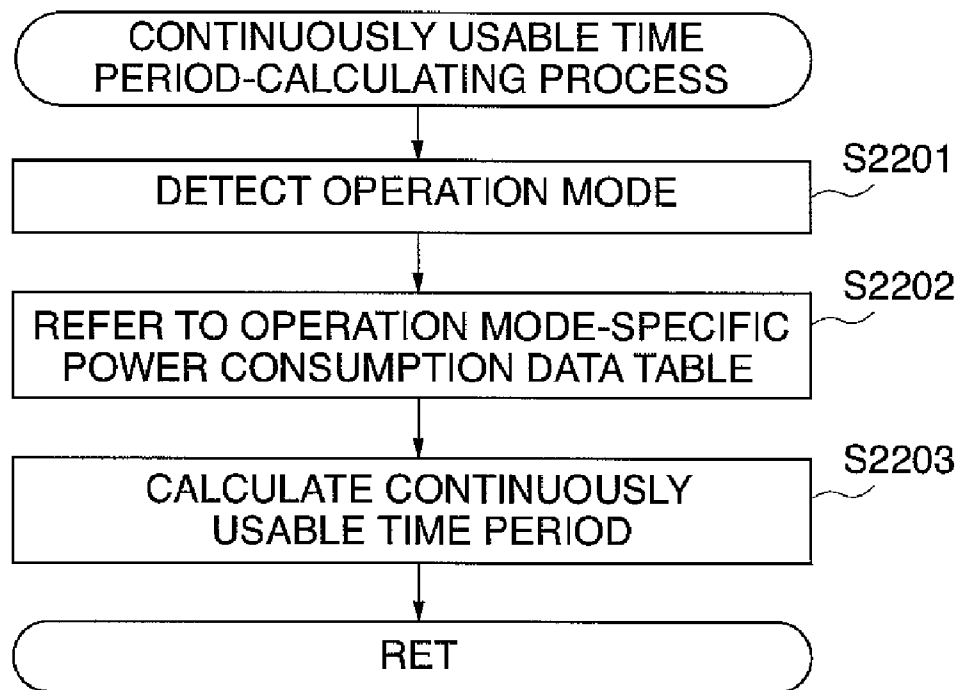 CONTINUOUSLY USABLE TIME
PERIOD-CALCULATING PROCESS
S2201
DETECT OPERATION MODE
S2202
REFER TO OPERATION MODE-SPECIFIC
POWER CONSUMPTION DATA TABLE
S2203
CALCULATE CONTINUOUSLY
USABLE TIME PERIOD
RET